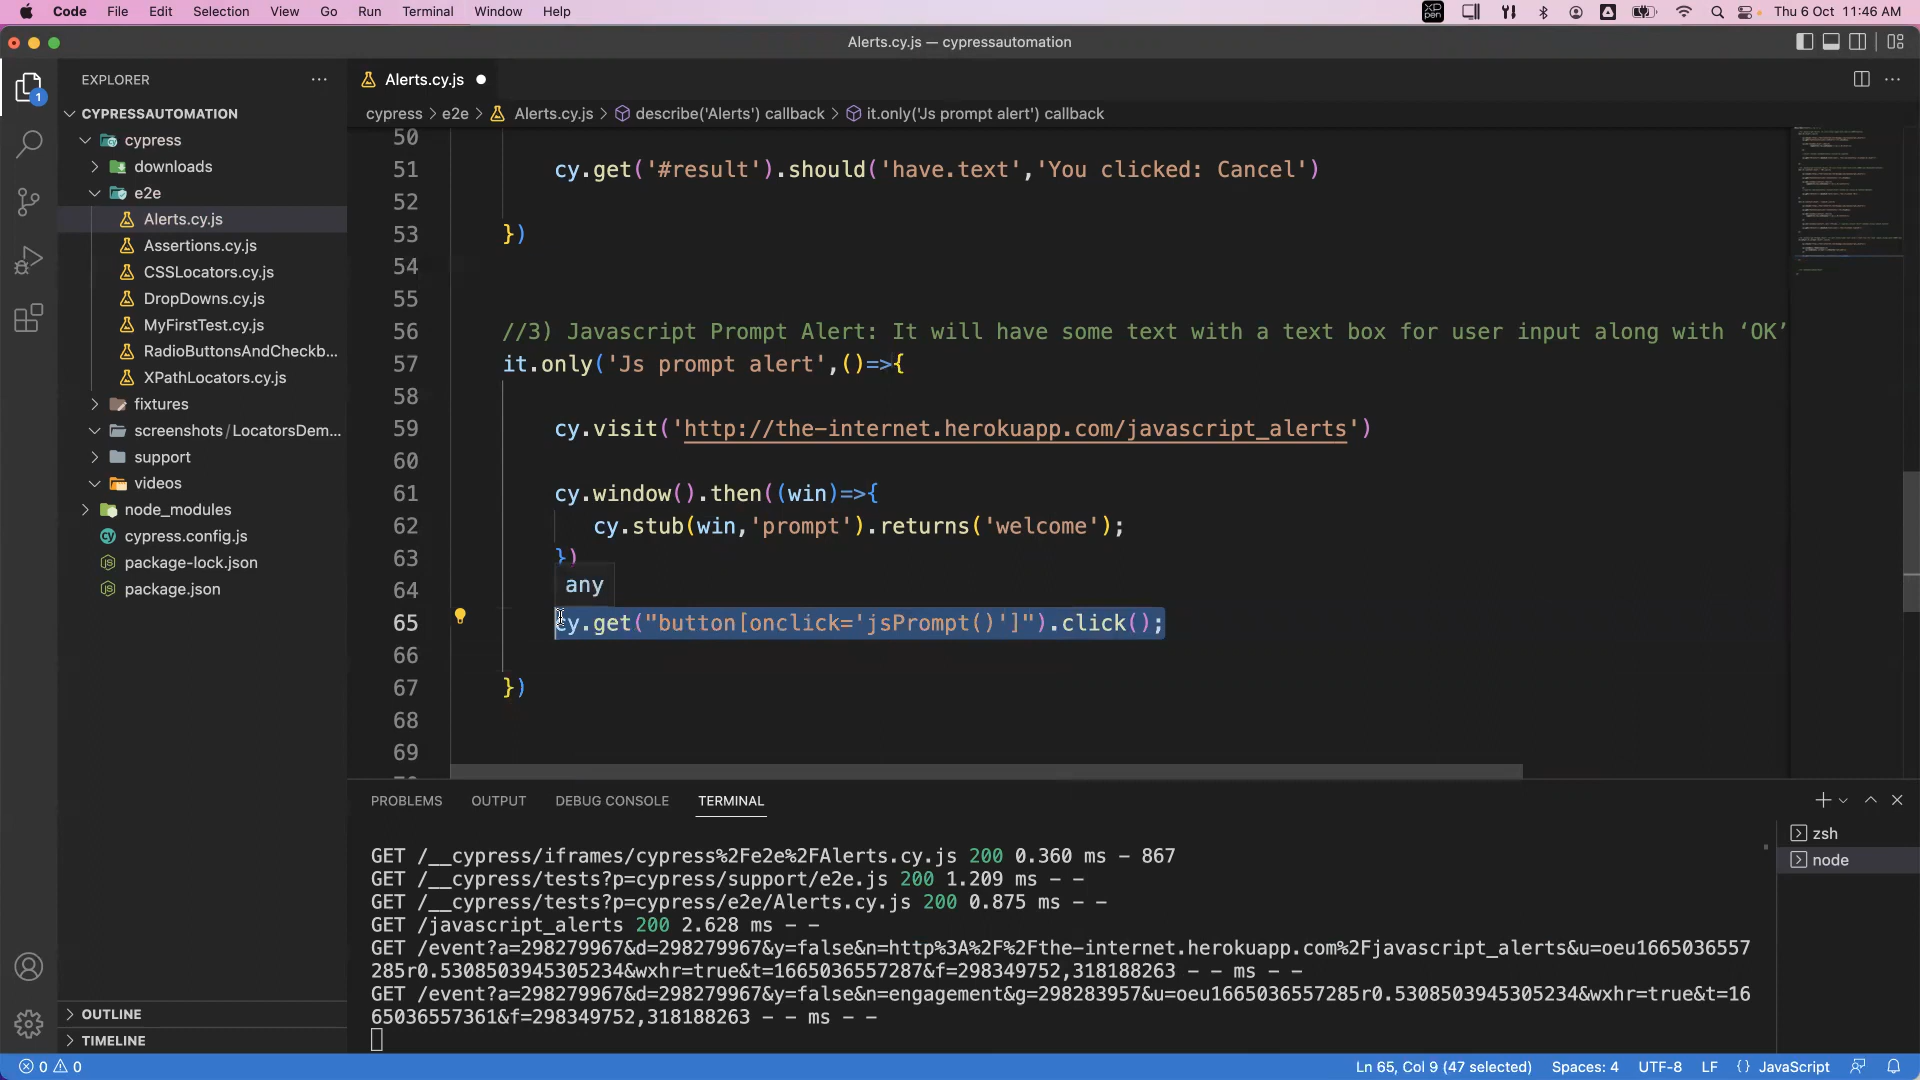 Code File Edit Selection View Go Run Terminal Window Help
XP
pen
Thu 6 Oct 11:46 AM
Alerts.cy.js — cypressautomation
1
EXPLORER
CYPRESSAUTOMATION
cypress
downloads
e2e
Alerts.cy.js
Assertions.cy.js
CSSLocators.cy.js
DropDowns.cy.js
MyFirstTest.cy.js
RadioButtonsAndCheckb...
XPathLocators.cy.js
fixtures
screenshots / LocatorsDem...
support
videos
node_modules
cypress.config.js
package-lock.json
package.json
OUTLINE
TIMELINE
Alerts.cy.js
cypress > e2e > Alerts.cy.js > describe('Alerts') callback > it.only('Js prompt alert') callback
50
51 cy.get('#result').should('have.text','You clicked: Cancel')
52
53 })
54
55
56 //3) Javascript Prompt Alert: It will have some text with a text box for user input along with ‘OK’
57 it.only('Js prompt alert',()=>{
58
59 cy.visit('http://the-internet.herokuapp.com/javascript_alerts')
60
61 cy.window().then((win)=>{
62 cy.stub(win,'prompt').returns('welcome');
63 })
64
any
65 cy.get("button[onclick='jsPrompt()']").click();
66
67 })
68
69
PROBLEMS OUTPUT DEBUG CONSOLE TERMINAL
zsh
node
GET /__cypress/iframes/cypress%2Fe2e%2FAlerts.cy.js 200 0.360 ms - 867
GET /__cypress/tests?p=cypress/support/e2e.js 200 1.209 ms - -
GET /__cypress/tests?p=cypress/e2e/Alerts.cy.js 200 0.875 ms - -
GET /javascript_alerts 200 2.628 ms - -
GET /event?a=298279967&d=298279967&y=false&n=http%3A%2F%2Fthe-internet.herokuapp.com%2Fjavascript_alerts&u=oeu1665036557
285r0.5308503945305234&wxhr=true&t=1665036557287&f=298349752,318188263 - - ms - -
GET /event?a=298279967&d=298279967&y=false&n=engagement&g=298283957&u=oeu1665036557285r0.5308503945305234&wxhr=true&t=16
65036557361&f=298349752,318188263 - - ms - -
0 0
Ln 65, Col 9 (47 selected) Spaces: 4 UTF-8 LF {} JavaScript